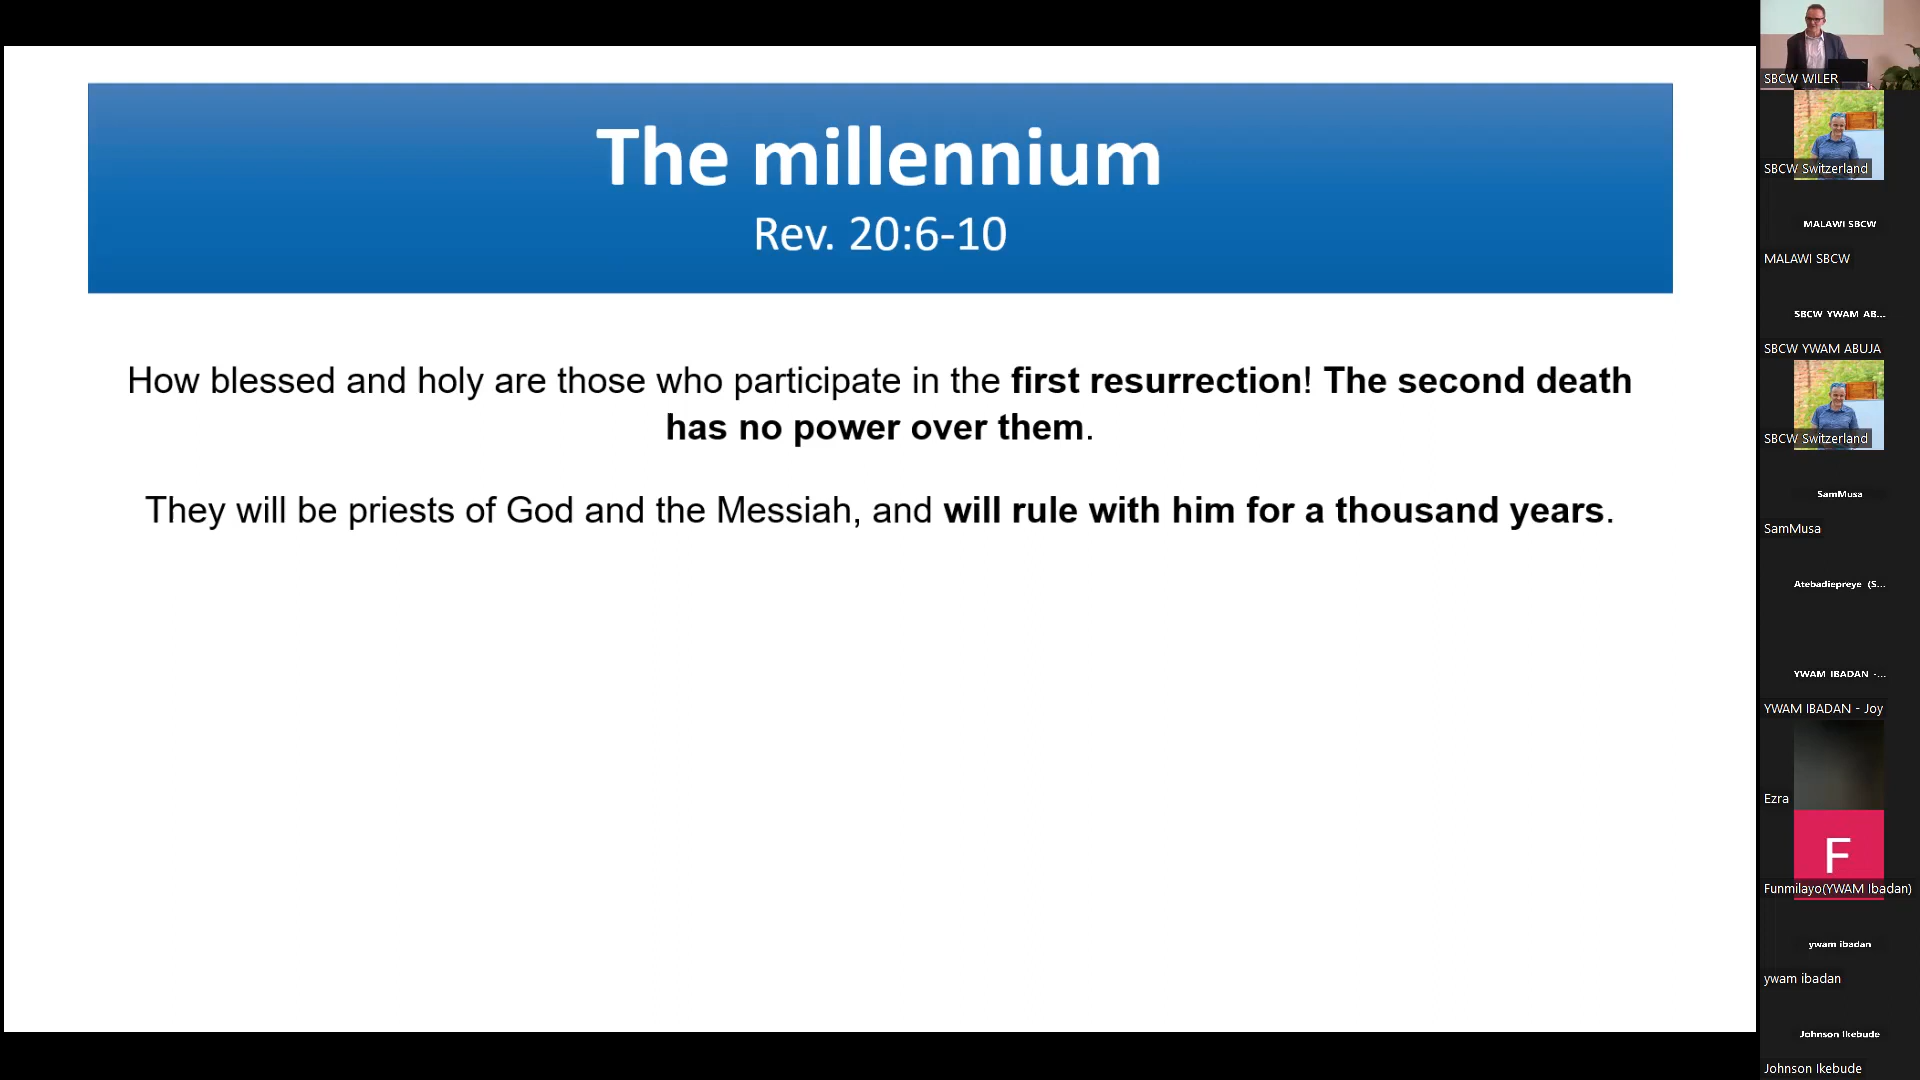 The millennium
Rev. 20:6-10
How blessed and holy are those who participate in the first resurrection! The second death
has no power over them.
They will be priests of God and the Messiah, and will rule with him for a thousand years.
SBCW WILER
SBCW Switzerland
MALAWI SBCW
MALAWI SBCW
SBCW YWAM AB...
SBCW YWAM ABUJA
SBCW Switzerland
SamMusa
SamMusa
Atebadiepreye (S...
YWAM IBADAN -...
YWAM IBADAN - Joy
Ezra
F
Funmilayo(YWAM Ibadan)
ywam ibadan
ywam ibadan
Johnson Ikebude
Johnson Ikebude